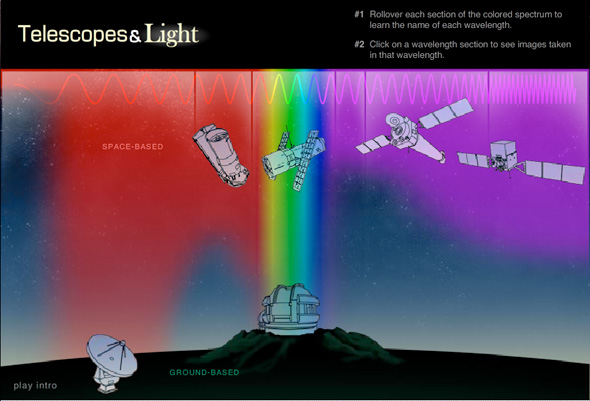 Telescopes & Light
#1 Rollover each section of the colored spectrum to
learn the name of each wavelength.
#2 Click on a wavelength section to see images taken
in that wavelength.
SPACE-BASED
GROUND-BASED
play intro